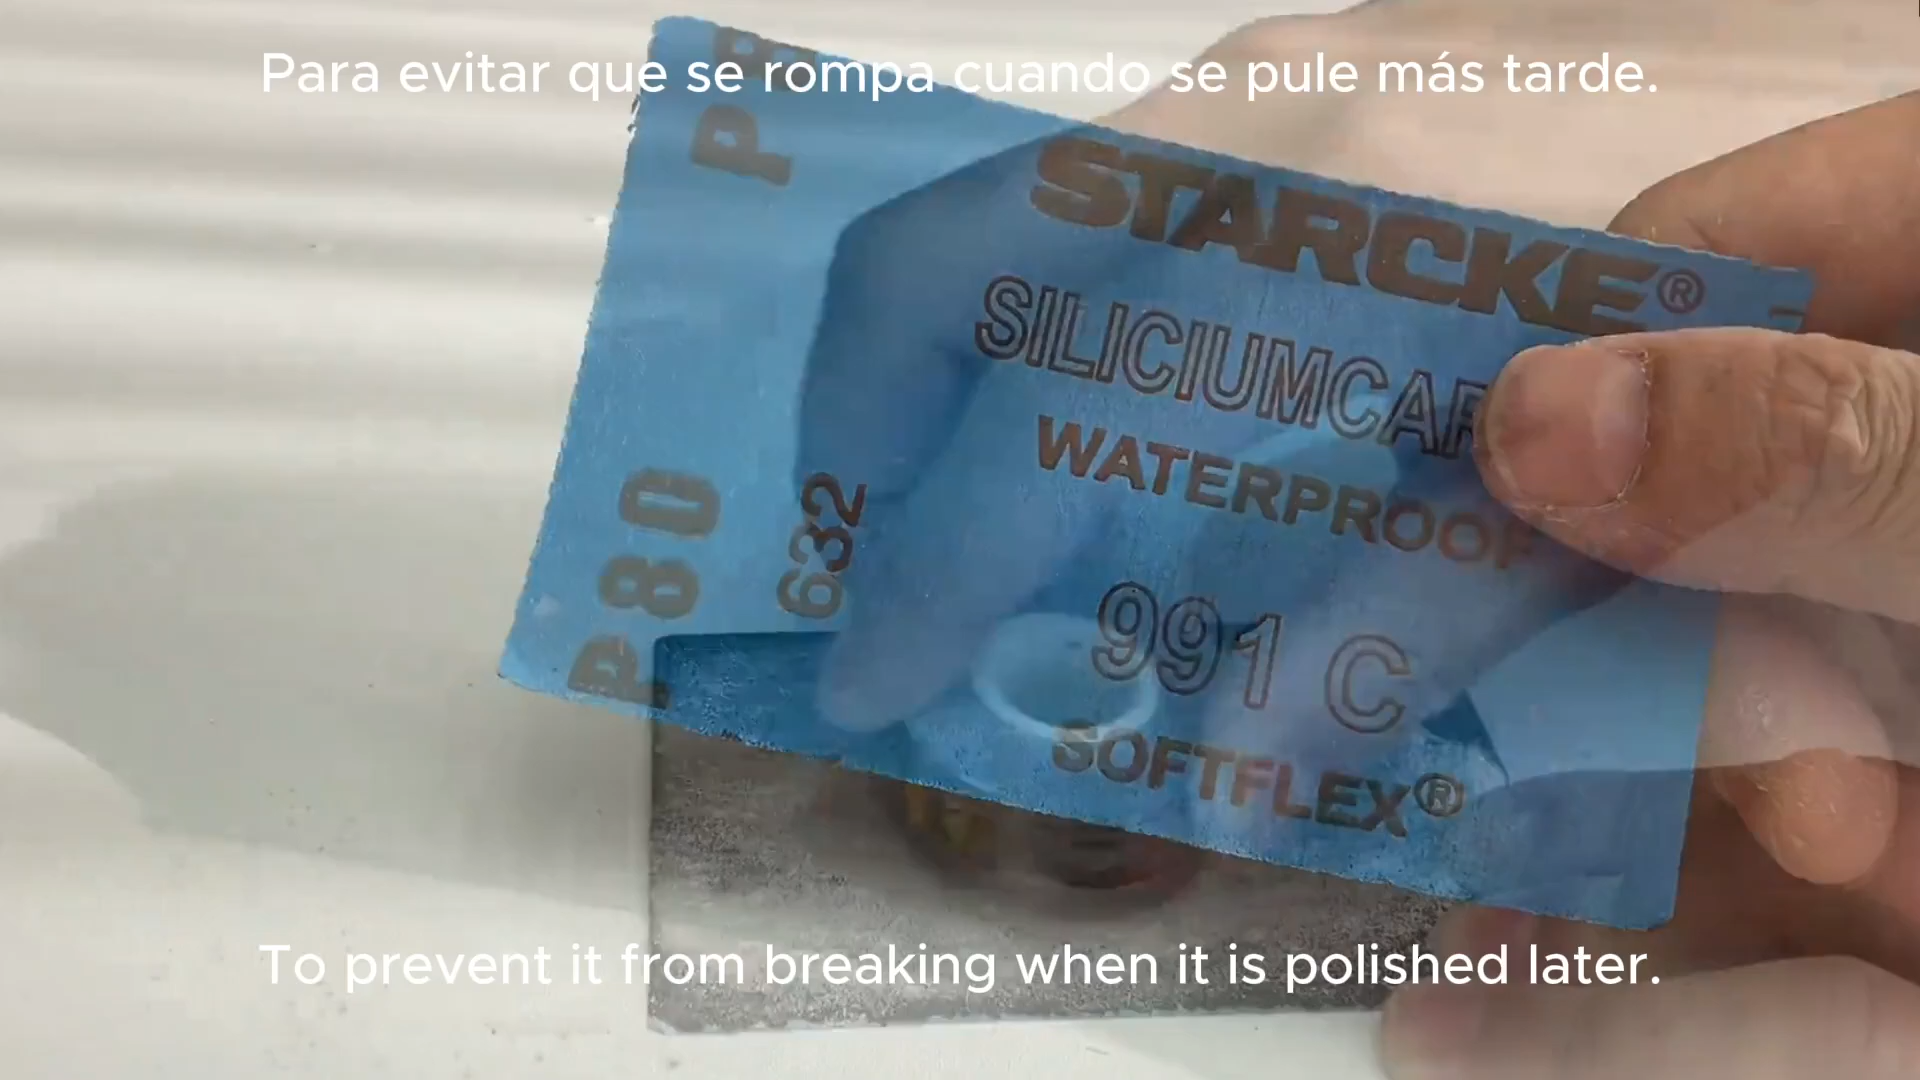 Para evitar que se rompa cuando se pule más tarde.
STARCKE®
SILICIUMCAR
WATERPROOF
991 C
SOFTFLEX®
P80
632
To prevent it from breaking when it is polished later.